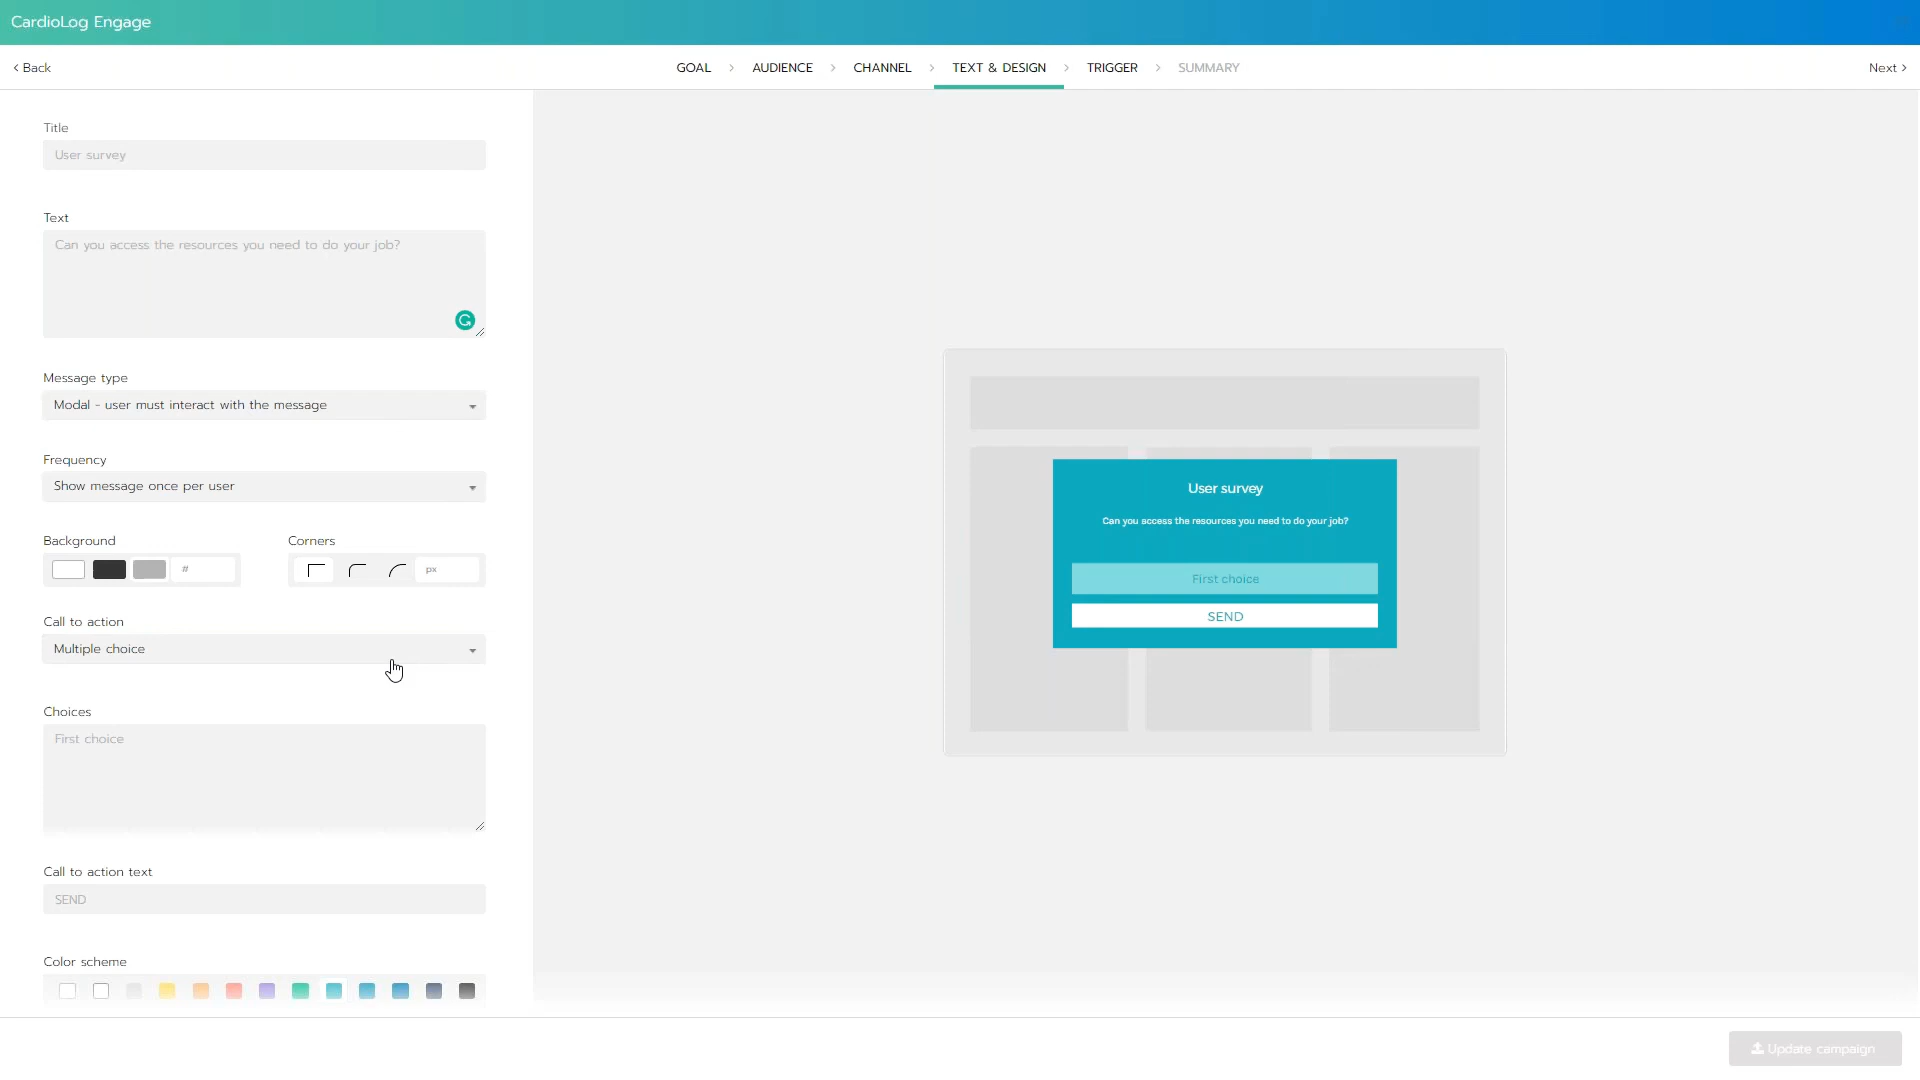 CardioLog Engage
Back
GOAL
AUDIENCE
CHANNEL
TEXT & DESIGN
TRIGGER
SUMMARY
Next
Title
User survey
Text
Can you access the resources you need to do your job?
Message type
Modal - user must interact with the message
Frequency
Show message once per user
Background
Corners
#
px
Call to action
Multiple choice
Choices
First choice
Call to action text
SEND
Color scheme
User survey
Can you access the resources you need to do your job?
First choice
SEND
Update campaign